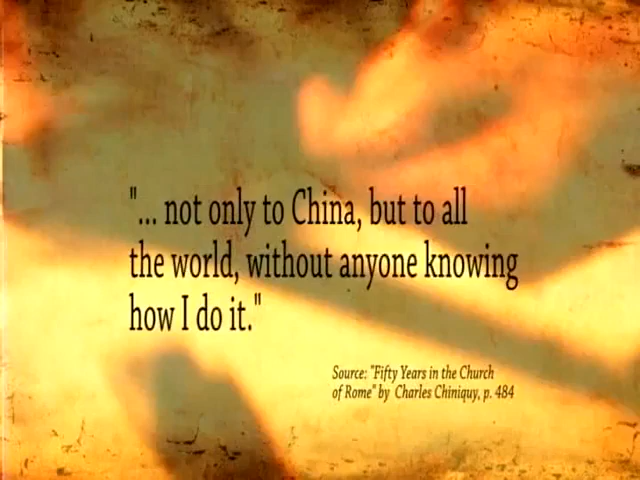 "... not only to China, but to all
the world, without anyone knowing
how I do it."
Source: "Fifty Years in the Church
of Rome" by Charles Chiniquy, p. 484